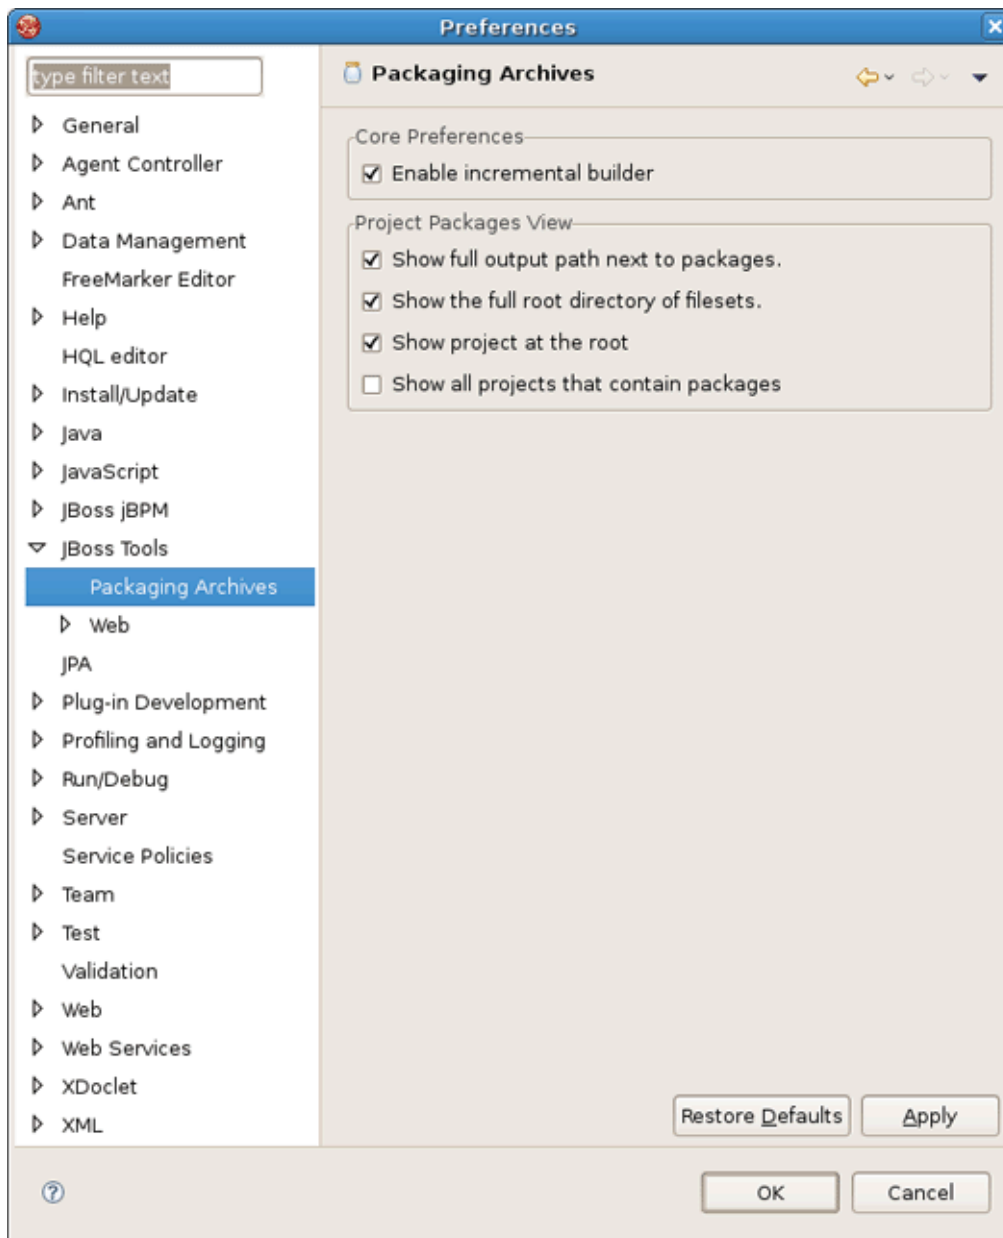 Preferences
type filter text
General
Agent Controller
Ant
Data Management
FreeMarker Editor
Help
HQL editor
Install/Update
Java
JavaScript
JBoss jBPM
JBoss Tools
Packaging Archives
Web
JPA
Plug-in Development
Profiling and Logging
Run/Debug
Server
Service Policies
Team
Test
Validation
Web
Web Services
XDoclet
XML
Packaging Archives
Core Preferences
Enable incremental builder
Project Packages View
Show full output path next to packages.
Show the full root directory of filesets.
Show project at the root
Show all projects that contain packages
Restore Defaults
Apply
OK
Cancel